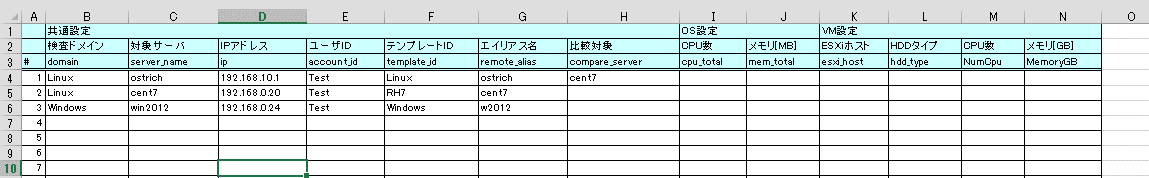 A B C D E F G H I J K L M N O
1 共通設定 OS設定 VM設定
2 検査ドメイン 対象サーバ IPアドレス ユーザID テンプレートID エイリアス名 比較対象 CPU数 メモリ[MB] ESXiホスト HDDタイプ CPU数 メモリ[GB]
3 # domain server_name ip account_id template_id remote_alias compare_server cpu_total mem_total esxi_host hdd_type NumCpu MemoryGB
4 1 Linux ostrich 192.168.10.1 Test Linux ostrich cent7
5 2 Linux cent7 192.168.0.20 Test RH7 cent7
6 3 Windows win2012 192.168.0.24 Test Windows w2012
7 4
8 5
9 6
10 7